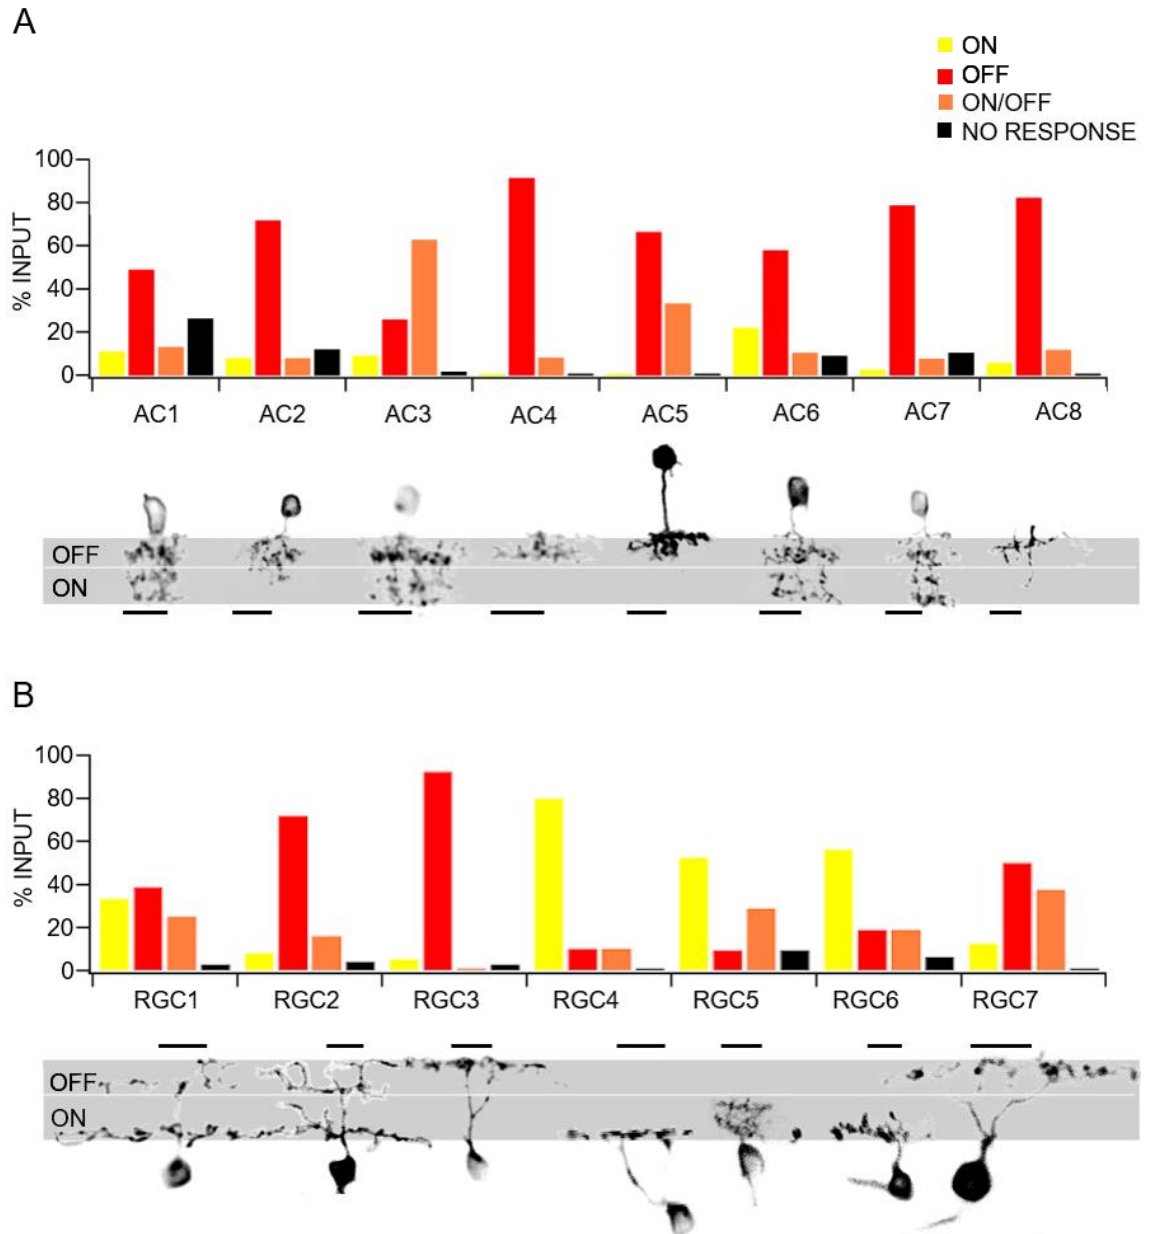 A
ON
OFF
ON/OFF
NO RESPONSE
100
80
60
40
20
0
% INPUT
AC1 AC2 AC3 AC4 AC5 AC6 AC7 AC8
OFF
ON
B
100
80
60
40
20
0
% INPUT
RGC1 RGC2 RGC3 RGC4 RGC5 RGC6 RGC7
OFF
ON